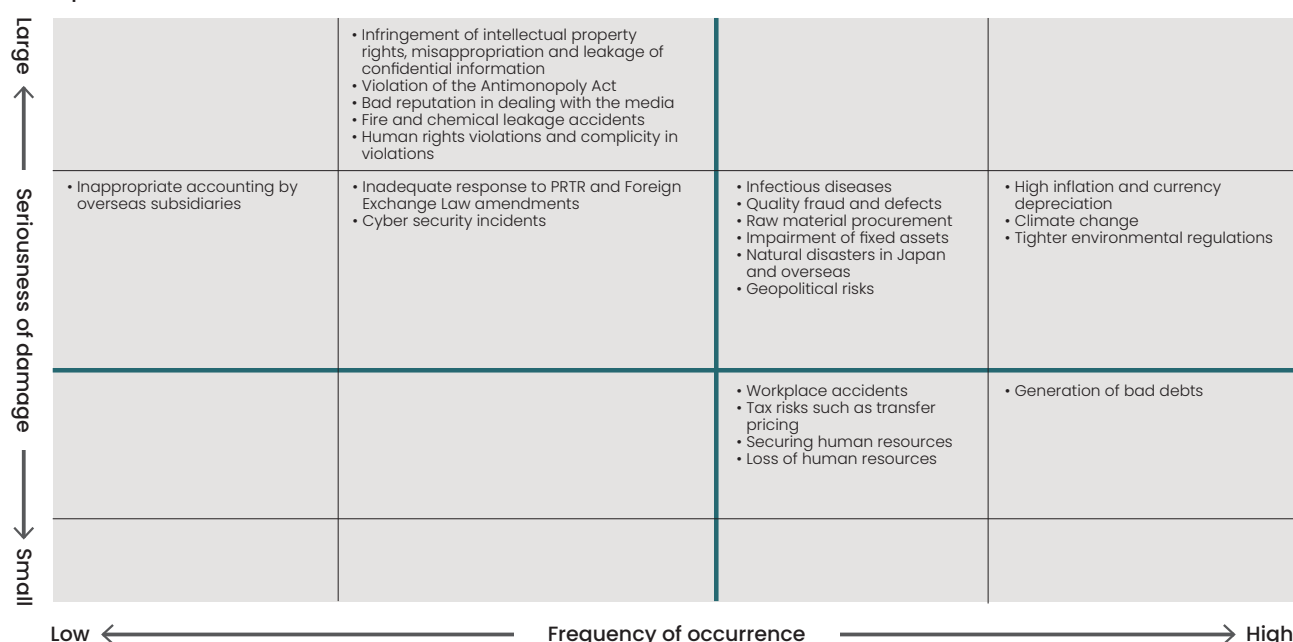 Large
Seriousness of damage
Small
• Infringement of intellectual property
rights, misappropriation and leakage of
confidential information
• Violation of the Antimonopoly Act
• Bad reputation in dealing with the media
• Fire and chemical leakage accidents
• Human rights violations and complicity in
violations
• Inappropriate accounting by
overseas subsidiaries
• Inadequate response to PRTR and Foreign
Exchange Law amendments
• Cyber security incidents
• Infectious diseases
• Quality fraud and defects
• Raw material procurement
• Impairment of fixed assets
• Natural disasters in Japan
and overseas
• Geopolitical risks
• High inflation and currency
depreciation
• Climate change
• Tighter environmental regulations
• Workplace accidents
• Tax risks such as transfer
pricing
• Securing human resources
• Loss of human resources
• Generation of bad debts
Low
Frequency of occurrence
High